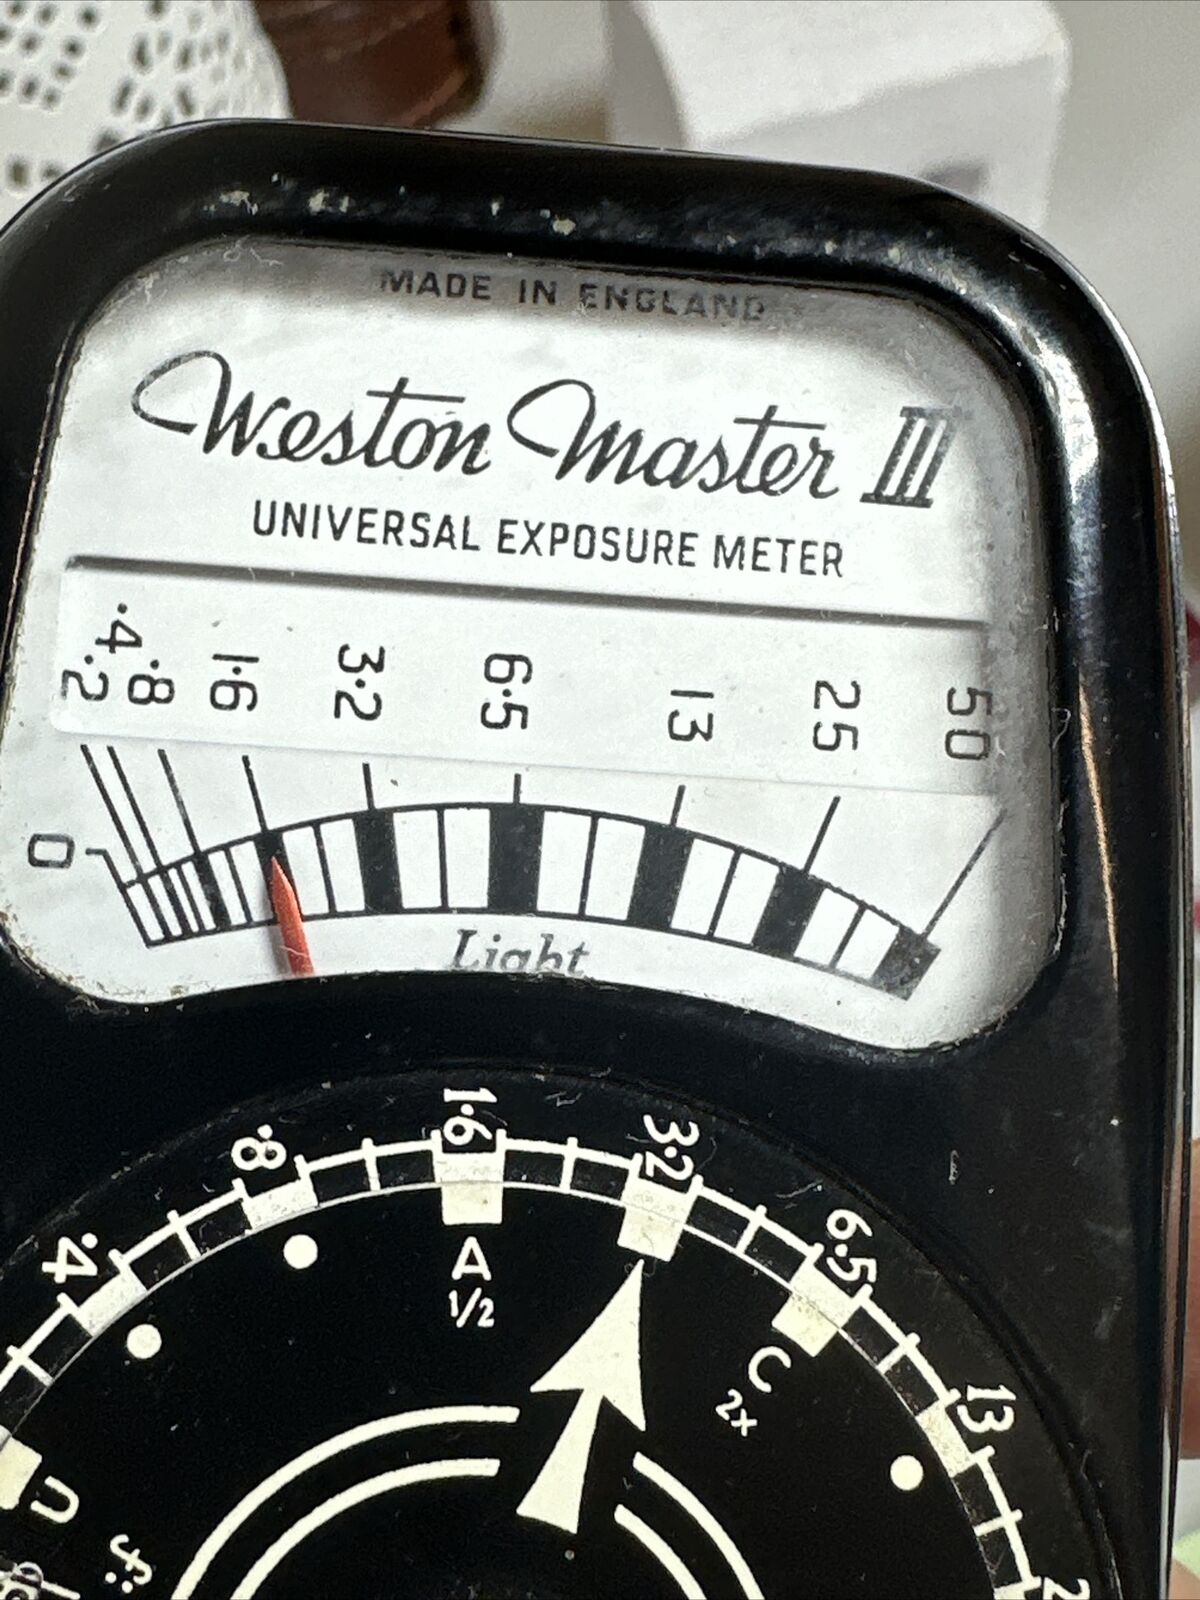 MADE IN ENGLAND
Weston Master III
UNIVERSAL EXPOSURE METER
.2 .4 .8 1.6 3.2 6.5 13 25 50
0
Light
.4 .8 1.6 3.2 6.5 13
A
1/2
C
2x
U
f: